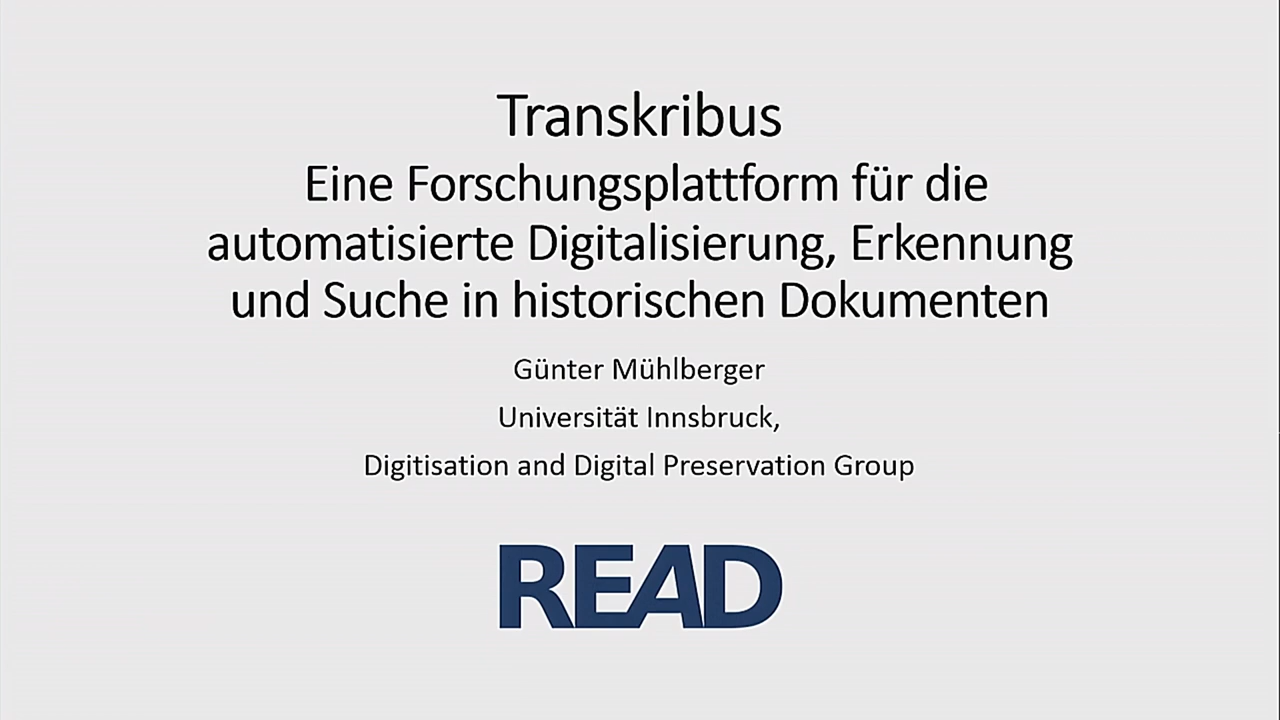 Transkribus
Eine Forschungsplattform für die
automatisierte Digitalisierung, Erkennung
und Suche in historischen Dokumenten
Günter Mühlberger
Universität Innsbruck,
Digitisation and Digital Preservation Group
READ